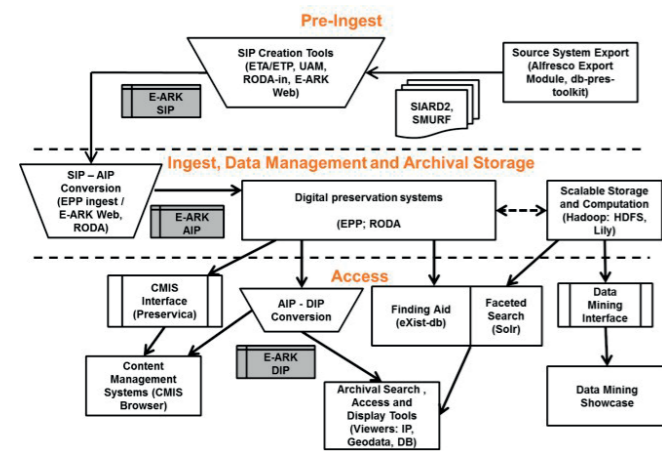 Pre-Ingest
SIP Creation Tools
(ETA/ETP, UAM,
RODA-in, E-ARK
Web)
Source System Export
(Alfresco Export
Module, db-pres-
toolkit)
E-ARK
SIP
SIARD2,
SMURF
Ingest, Data Management and Archival Storage
SIP – AIP
Conversion
(EPP ingest /
E-ARK Web,
RODA)
E-ARK
AIP
Digital preservation systems
(EPP; RODA)
Scalable Storage
and Computation
(Hadoop: HDFS,
Lily)
Access
CMIS
Interface
(Preservica)
AIP - DIP
Conversion
Finding Aid
(eXist-db)
Faceted
Search
(Solr)
Data
Mining
Interface
E-ARK
DIP
Content
Management
Systems (CMIS
Browser)
Archival Search ,
Access and
Display Tools
(Viewers: IP,
Geodata, DB)
Data Mining
Showcase